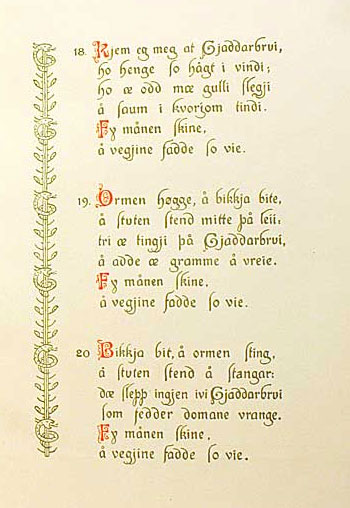 18. Kjem eg meg at Gjaddarbrui,
ho henge so hågt i vindi;
ho æ odd mæ gulli slegji
å saum i kvorjom tindi.
Fy månen skine,
å vegjine fadde so vie.
19. Ormen høgge, å bikkja bite,
å stuten stend mitte på leii:
tri æ tingji på Gjaddarbrui,
å adde æ gramme å vreie.
Fy månen skine,
å vegjine fadde so vie.
20 Bikkja bit, å ormen sting,
å stuten stend å stangar:
dæ slepp ingjen ivi Gjaddarbrui
som fedder domane vrange.
Fy månen skine,
å vegjine fadde so vie.